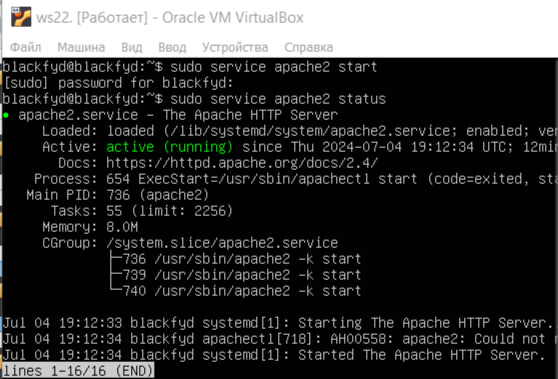 ws22. [Работает] - Oracle VM VirtualBox
Файл Машина Вид Ввод Устройства Справка
blackfyd@blackfyd:~$ sudo service apache2 start
[sudo] password for blackfyd:
blackfyd@blackfyd:~$ sudo service apache2 status
● apache2.service - The Apache HTTP Server
Loaded: loaded (/lib/systemd/system/apache2.service; enabled; ven
Active: active (running) since Thu 2024-07-04 19:12:34 UTC; 12min
Docs: https://httpd.apache.org/docs/2.4/
Process: 654 ExecStart=/usr/sbin/apachectl start (code=exited, sta
Main PID: 736 (apache2)
Tasks: 55 (limit: 2256)
Memory: 8.0M
CGroup: /system.slice/apache2.service
├─736 /usr/sbin/apache2 -k start
├─739 /usr/sbin/apache2 -k start
└─740 /usr/sbin/apache2 -k start
Jul 04 19:12:33 blackfyd systemd[1]: Starting The Apache HTTP Server.
Jul 04 19:12:34 blackfyd apachectl[718]: AH00558: apache2: Could not
Jul 04 19:12:34 blackfyd systemd[1]: Started The Apache HTTP Server.
lines 1-16/16 (END)